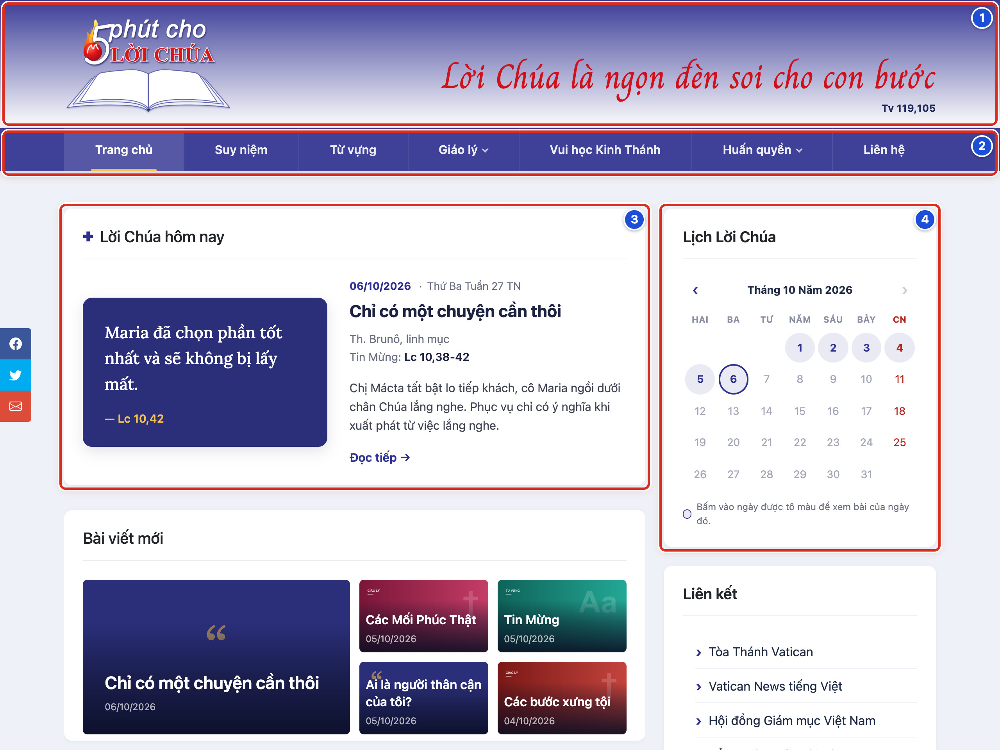 5 phút cho
LỜI CHÚA
Lời Chúa là ngọn đèn soi cho con bước
Tv 119,105
1
Trang chủ
Suy niệm
Từ vựng
Giáo lý
Vui học Kinh Thánh
Huấn quyền
Liên hệ
2
Lời Chúa hôm nay
3
Maria đã chọn phần tốt
nhất và sẽ không bị lấy
mất.
— Lc 10,42
06/10/2026 · Thứ Ba Tuần 27 TN
Chỉ có một chuyện cần thôi
Th. Brunô, linh mục
Tin Mừng: Lc 10,38-42
Chị Mácta tất bật lo tiếp khách, cô Maria ngồi dưới
chân Chúa lắng nghe. Phục vụ chỉ có ý nghĩa khi
xuất phát từ việc lắng nghe.
Đọc tiếp →
Lịch Lời Chúa
4
‹ Tháng 10 Năm 2026 ›
HAI BA TƯ NĂM SÁU BẢY CN
1 2 3 4
5 6 7 8 9 10 11
12 13 14 15 16 17 18
19 20 21 22 23 24 25
26 27 28 29 30 31
Bấm vào ngày được tô màu để xem bài của ngày
đó.
Bài viết mới
“
Chỉ có một chuyện cần thôi
06/10/2026
GIÁO LÝ
Các Mối Phúc Thật
05/10/2026
TỪ VỰNG
Aa
Tin Mừng
05/10/2026
“
Ai là người thân cận
của tôi?
05/10/2026
GIÁO LÝ
Các bước xưng tội
04/10/2026
Liên kết
› Tòa Thánh Vatican
› Vatican News tiếng Việt
› Hội đồng Giám mục Việt Nam